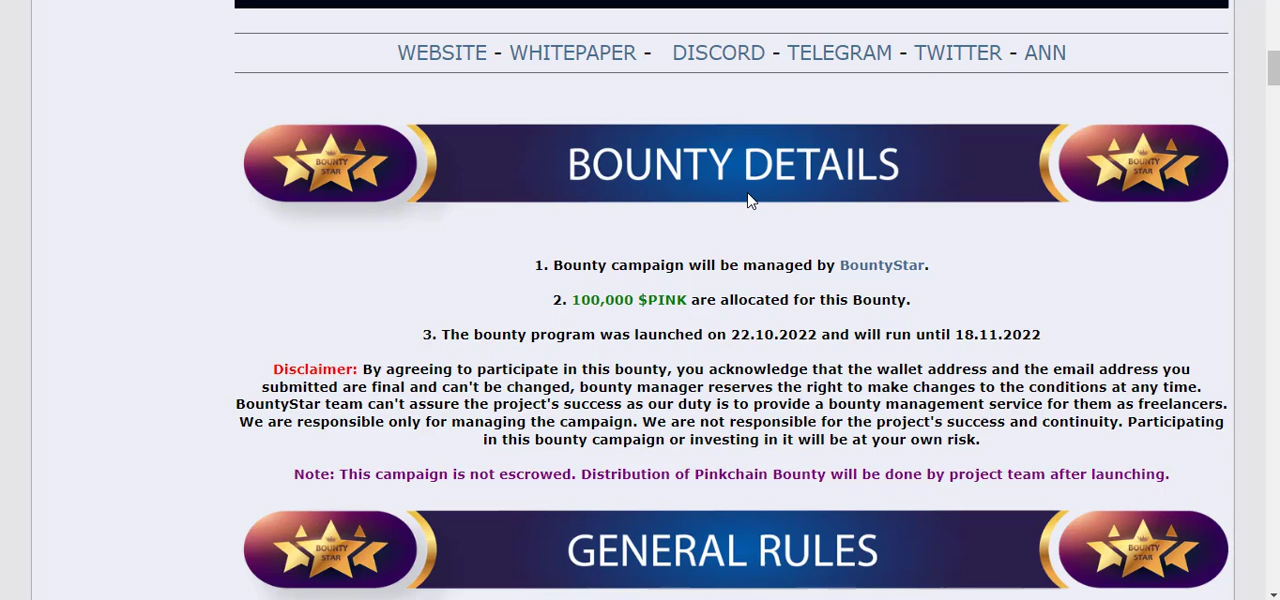 WEBSITE - WHITEPAPER - DISCORD - TELEGRAM - TWITTER - ANN
BOUNTY STAR
BOUNTY DETAILS
BOUNTY STAR
1. Bounty campaign will be managed by BountyStar.
2. 100,000 $PINK are allocated for this Bounty.
3. The bounty program was launched on 22.10.2022 and will run until 18.11.2022
Disclaimer: By agreeing to participate in this bounty, you acknowledge that the wallet address and the email address you
submitted are final and can't be changed, bounty manager reserves the right to make changes to the conditions at any time.
BountyStar team can't assure the project's success as our duty is to provide a bounty management service for them as freelancers.
We are responsible only for managing the campaign. We are not responsible for the project's success and continuity. Participating
in this bounty campaign or investing in it will be at your own risk.
Note: This campaign is not escrowed. Distribution of Pinkchain Bounty will be done by project team after launching.
BOUNTY STAR
GENERAL RULES
BOUNTY STAR